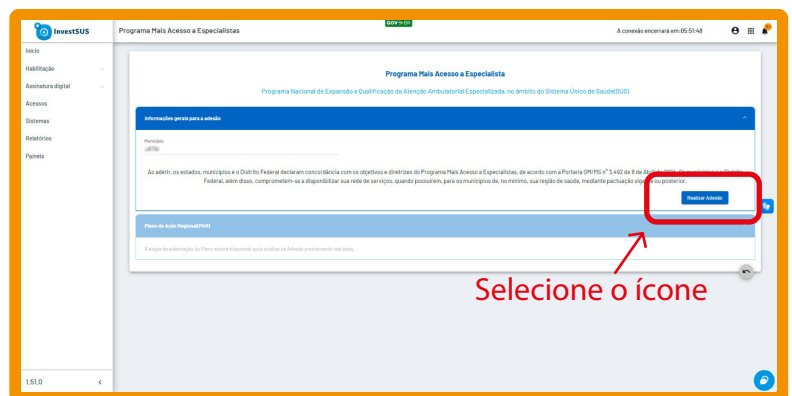 InvestSUS
Programa Mais Acesso a Especialistas
GOV BR
A conexão encerrará em:05:51:48
Início
Habilitação
Assinatura digital
Acessos
Sistemas
Relatórios
Painéis
Programa Mais Acesso a Especialista
Programa Nacional de Expansão e Qualificação da Atenção Ambulatorial Especializada, no âmbito do Sistema Único de Saúde(SUS)
Informações gerais para a adesão
Município
Ao aderir, os estados, municípios e o Distrito Federal declaram concordância com os objetivos e diretrizes do Programa Mais Acesso a Especialistas, de acordo com a Portaria GM/MS n° 3.492 de 8 de Abril de
Federal, além disso, comprometem-se a disponibilizar sua rede de serviços, quando possuírem, para os municípios de, no mínimo, sua região de saúde, mediante pactuação ou posterior.
Realizar Adesão
Plano de Ação Regional(PAR)
A etapa de elaboração do Plano estará disponível após análise da Adesão previamente realizada.
Selecione o ícone
1.51.0